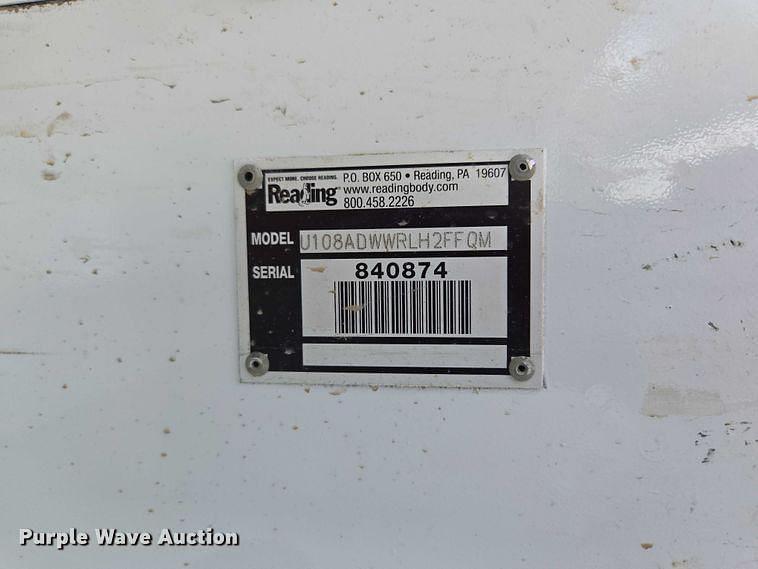 EXPECT MORE. CHOOSE READING.
Reading
P.O. BOX 650 • Reading, PA 19607
www.readingbody.com
800.458.2226
MODEL U108ADWWRLH2FFQM
SERIAL 840874
Purple Wave Auction